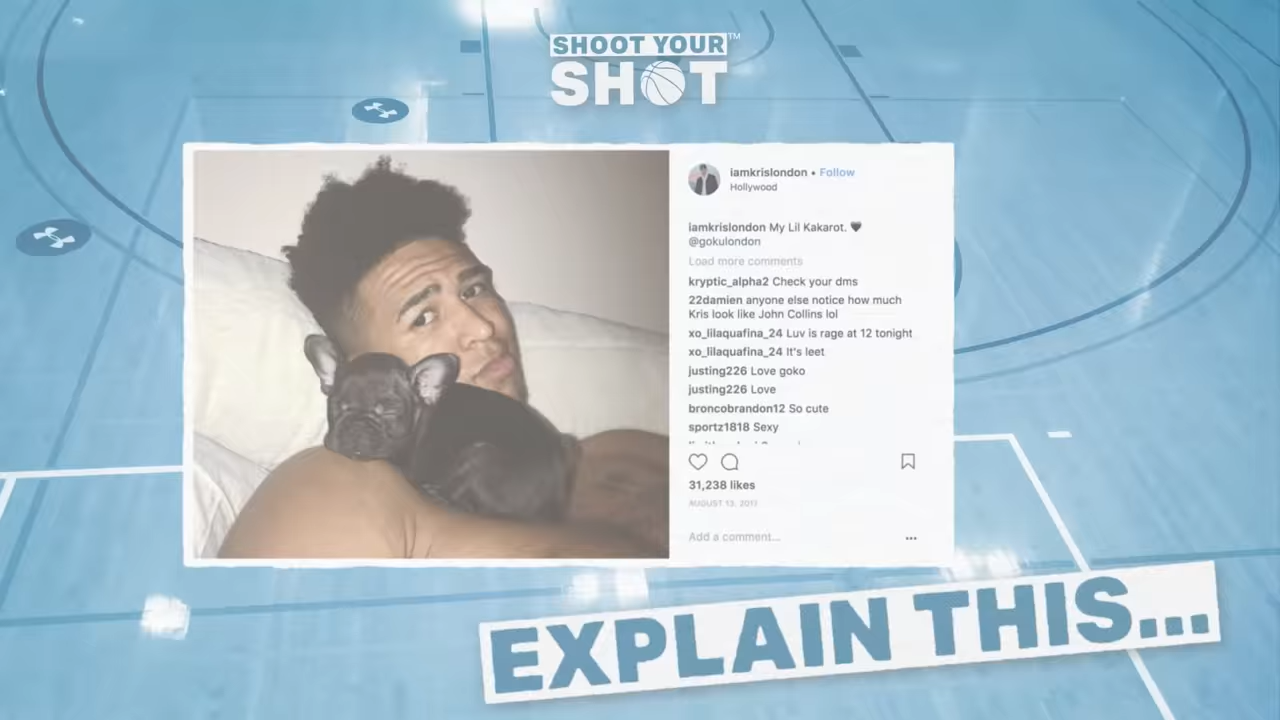 SHOOT YOUR™
SHOT
iamkrislondon • Follow
Hollywood
iamkrislondon My Lil Kakarot. 🖤
@gokulondon
Load more comments
kryptic_alpha2 Check your dms
22damien anyone else notice how much
Kris look like John Collins lol
xo_lilaquafina_24 Luv is rage at 12 tonight
xo_lilaquafina_24 It's leet
justing226 Love goko
justing226 Love
broncobrandon12 So cute
sportz1818 Sexy
31,238 likes
AUGUST 13, 2017
Add a comment...
EXPLAIN THIS...